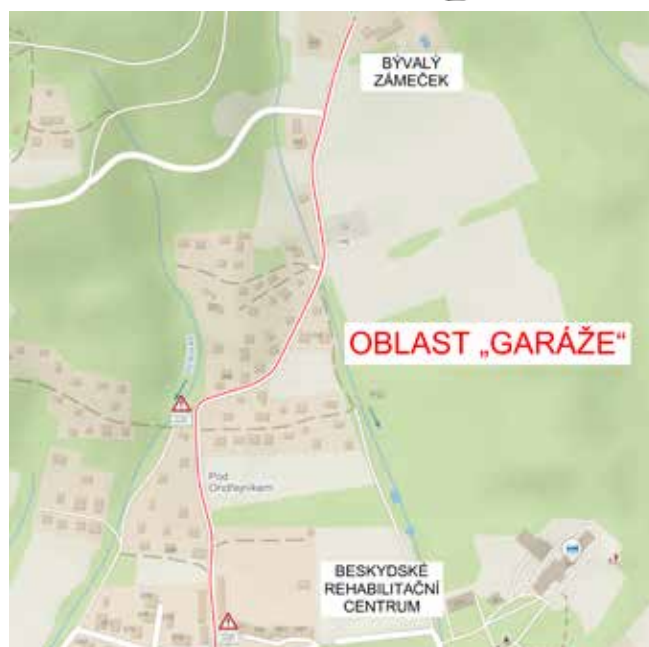 BÝVALÝ
ZÁMEČEK
OBLAST „GARÁŽE“
Pod
Ondřejníkem
BESKYDSKÉ
REHABILITAČNÍ
CENTRUM